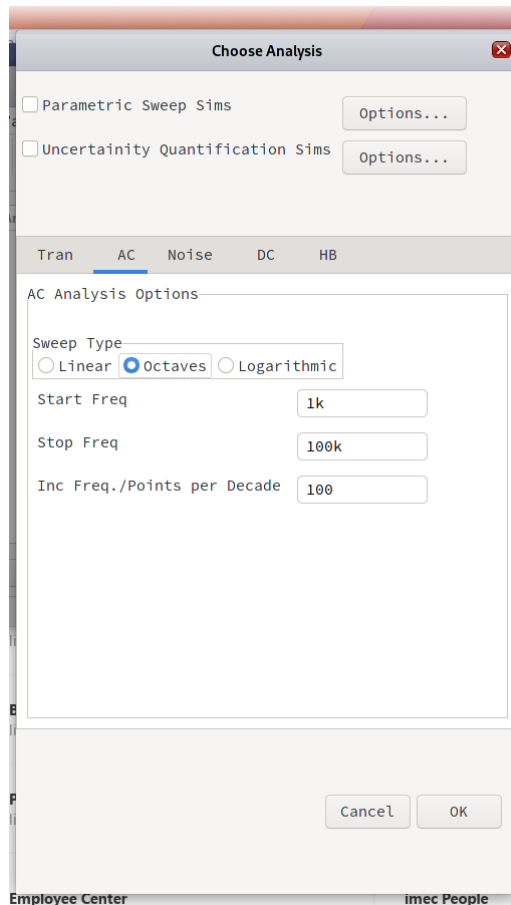 Choose Analysis
Parametric Sweep Sims Options...
Uncertainity Quantification Sims Options...
Tran AC Noise DC HB
AC Analysis Options
Sweep Type
Linear Octaves Logarithmic
Start Freq 1k
Stop Freq 100k
Inc Freq./Points per Decade 100
Cancel OK
Employee Center imec People